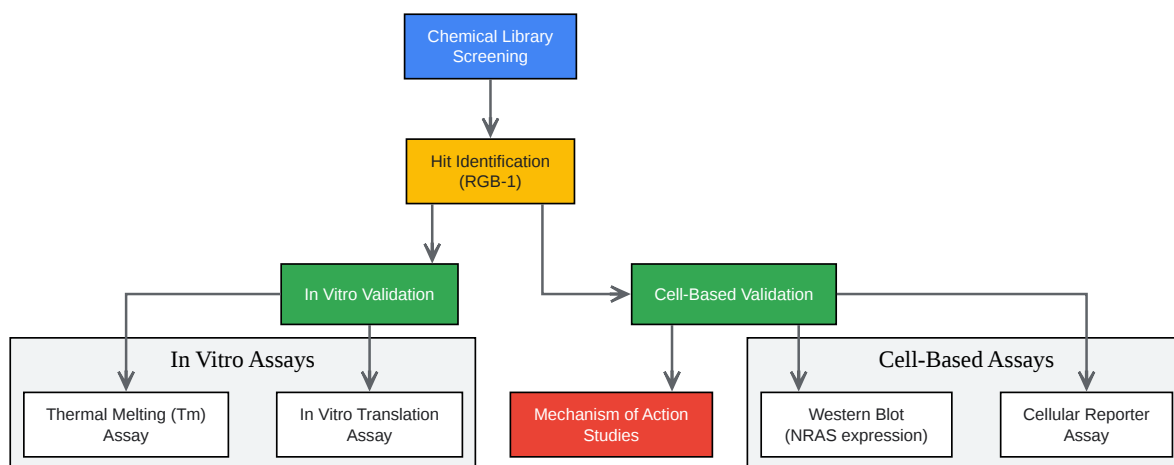 Chemical Library
Screening
Hit Identification
(RGB-1)
In Vitro Validation
Cell-Based Validation
In Vitro Assays
Cell-Based Assays
Thermal Melting (Tm)
Assay
In Vitro Translation
Assay
Mechanism of Action
Studies
Western Blot
(NRAS expression)
Cellular Reporter
Assay